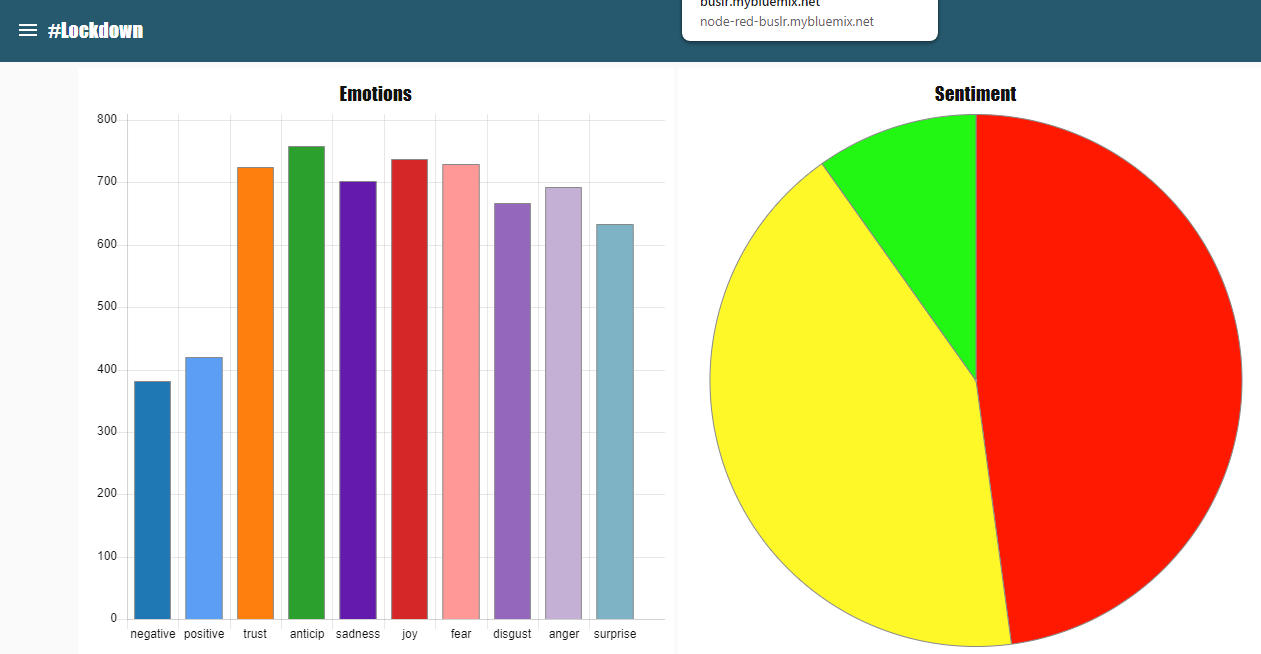 buslr.mybluemix.net
node-red-buslr.mybluemix.net
#Lockdown
Emotions
800
700
600
500
400
300
200
100
0
negative positive trust anticip sadness joy fear disgust anger surprise
Sentiment